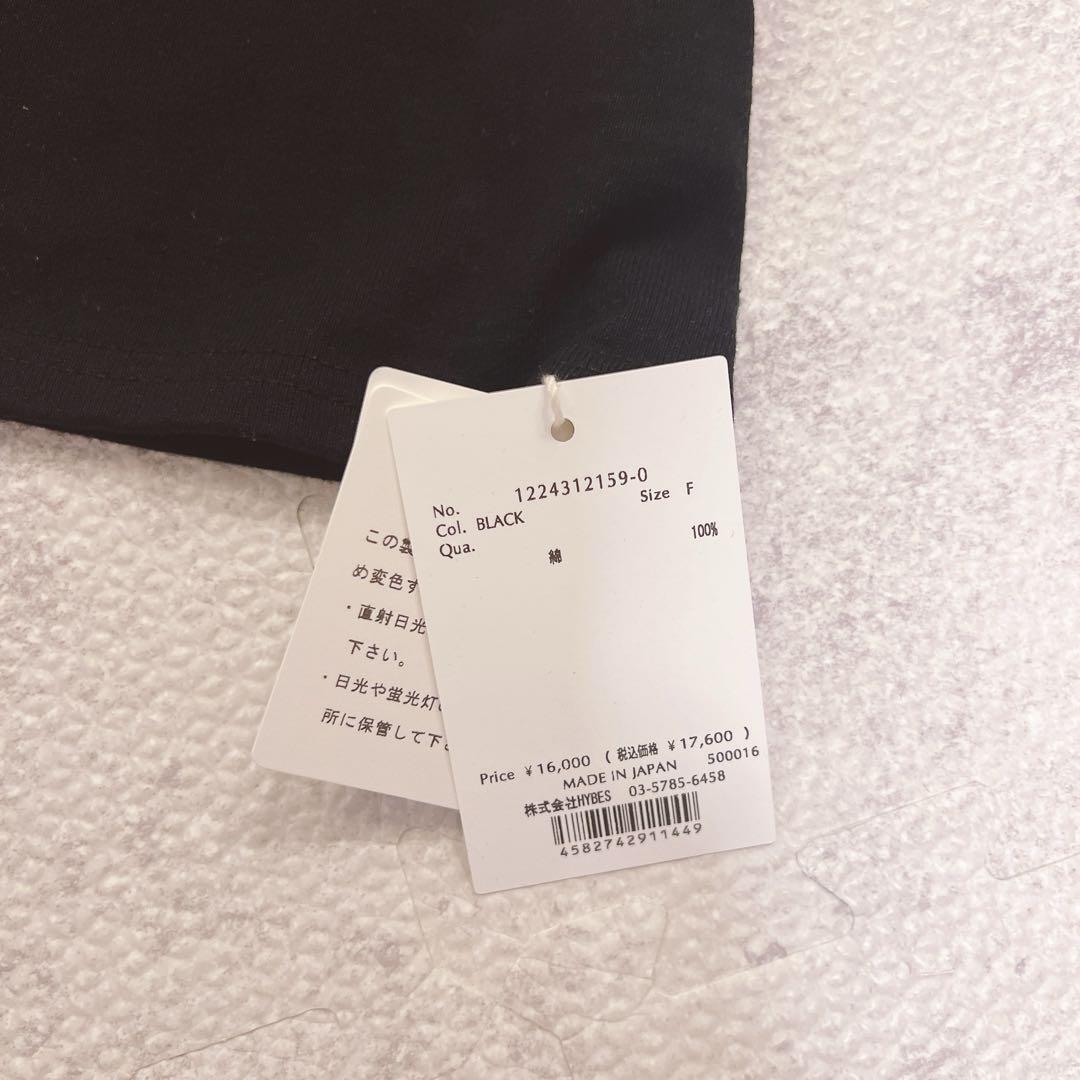 No. 1224312159-0
Col. BLACK Size F
Qua. 綿 100%
Price ¥16,000 ( 税込価格 ¥17,600 )
MADE IN JAPAN 500016
株式会社HYBES 03-5785-6458
4582742911449
この製
め変色す
・直射日光
下さい。
・日光や蛍光灯
所に保管して下さ